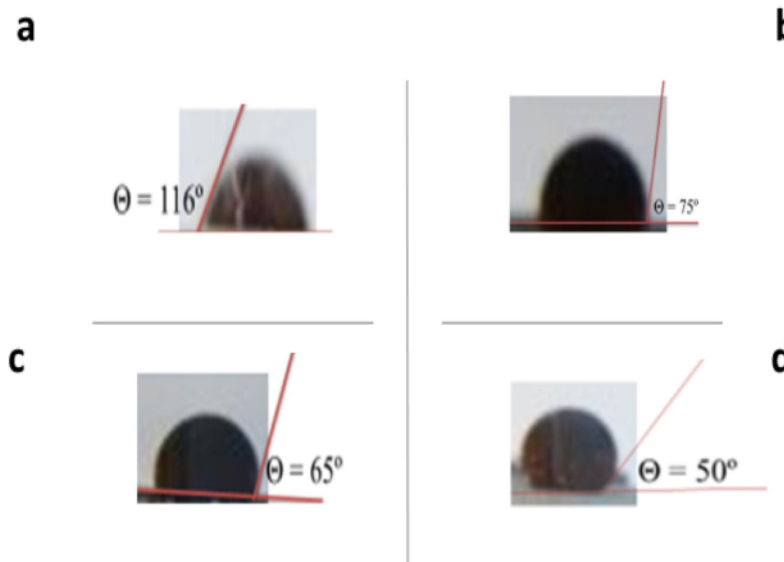 a
b
Θ = 116º
Θ = 75º
c
d
Θ = 65º
Θ = 50º